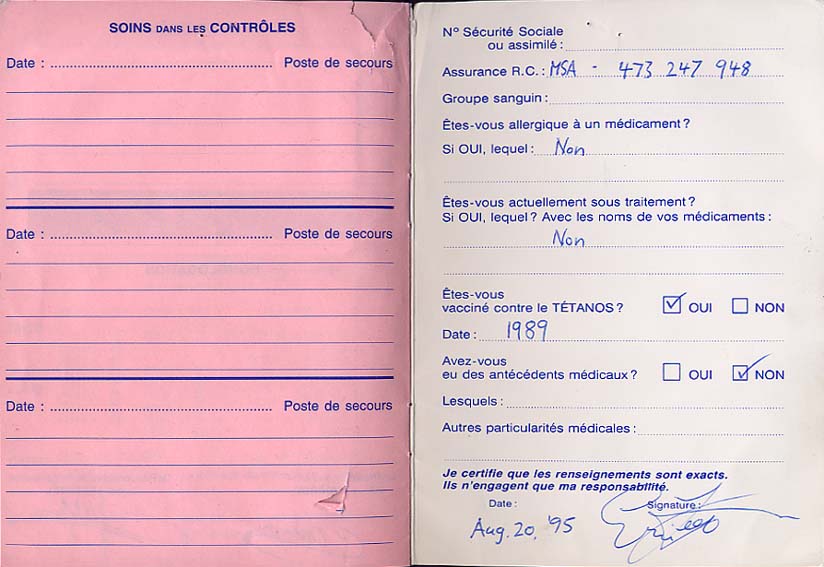 SOINS DANS LES CONTRÔLES
Date : ............ Poste de secours
Date : ............ Poste de secours
Date : ............ Poste de secours
N° Sécurité Sociale
ou assimilé :
Assurance R.C. : MSA - 473 247 948
Groupe sanguin :
Êtes-vous allergique à un médicament ?
Si OUI, lequel : Non
Êtes-vous actuellement sous traitement ?
Si OUI, lequel ? Avec les noms de vos médicaments :
Non
Êtes-vous
vacciné contre le TÉTANOS ? ☑ OUI ☐ NON
Date : 1989
Avez-vous
eu des antécédents médicaux ? ☐ OUI ☑ NON
Lesquels :
Autres particularités médicales :
Je certifie que les renseignements sont exacts.
Ils n'engagent que ma responsabilité.
Date : Signature :
Aug. 20, '95